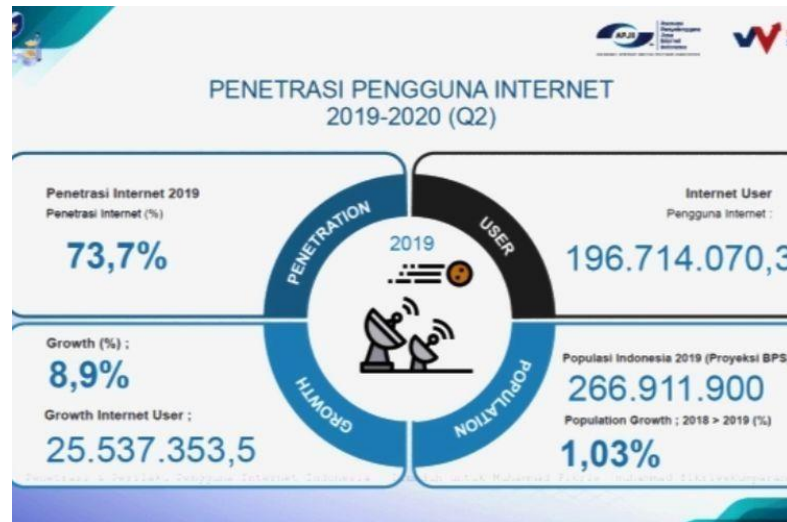 APJII
PENETRASI PENGGUNA INTERNET
2019-2020 (Q2)
Penetrasi Internet 2019
Penetrasi Internet (%)
73,7%
PENETRATION
USER
2019
Internet User
Pengguna Internet :
196.714.070,3
Growth (%) ;
8,9%
Growth Internet User ;
25.537.353,5
GROWTH
POPULATION
Populasi Indonesia 2019 (Proyeksi BPS
266.911.900
Population Growth ; 2018 > 2019 (%)
1,03%